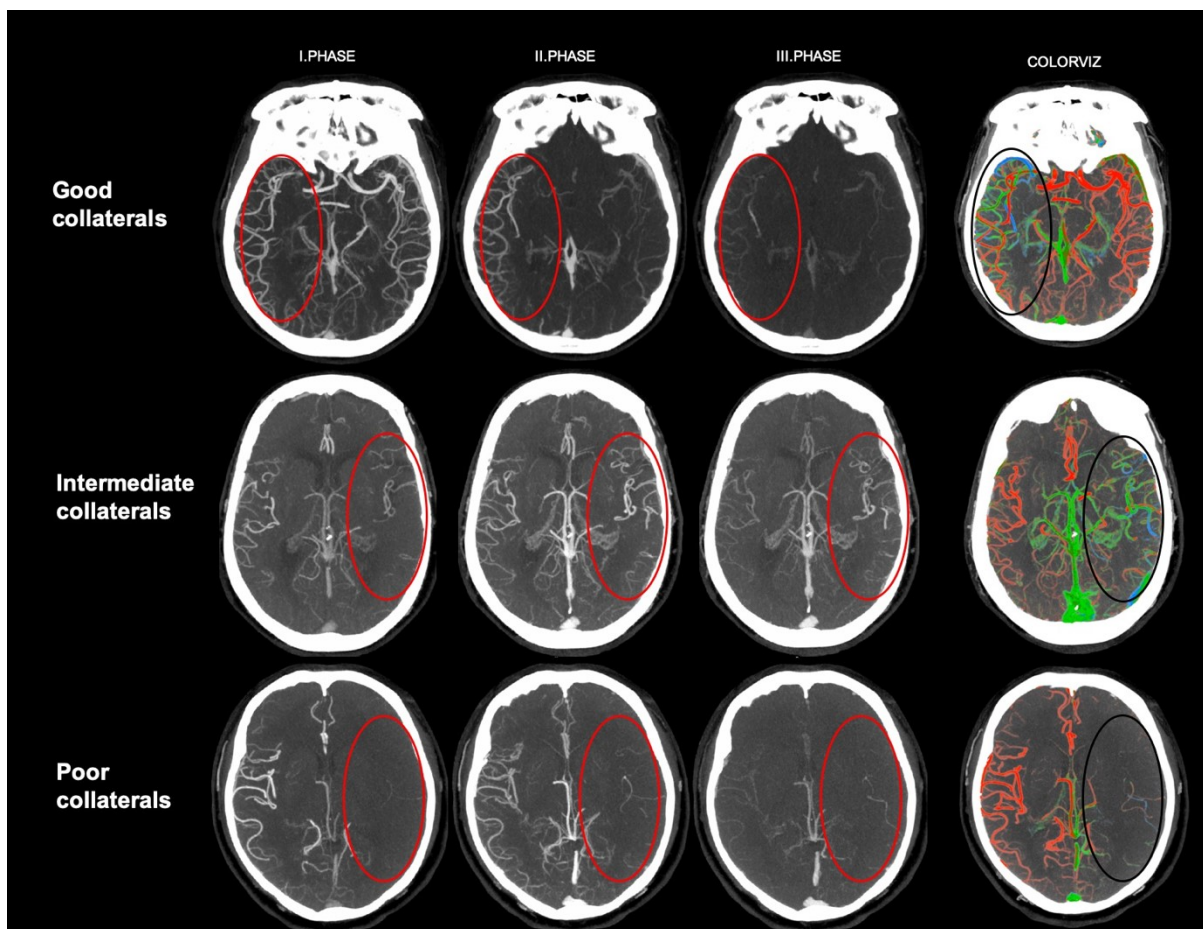 I.PHASE
II.PHASE
III.PHASE
COLORVIZ
Good
collaterals
Intermediate
collaterals
Poor
collaterals